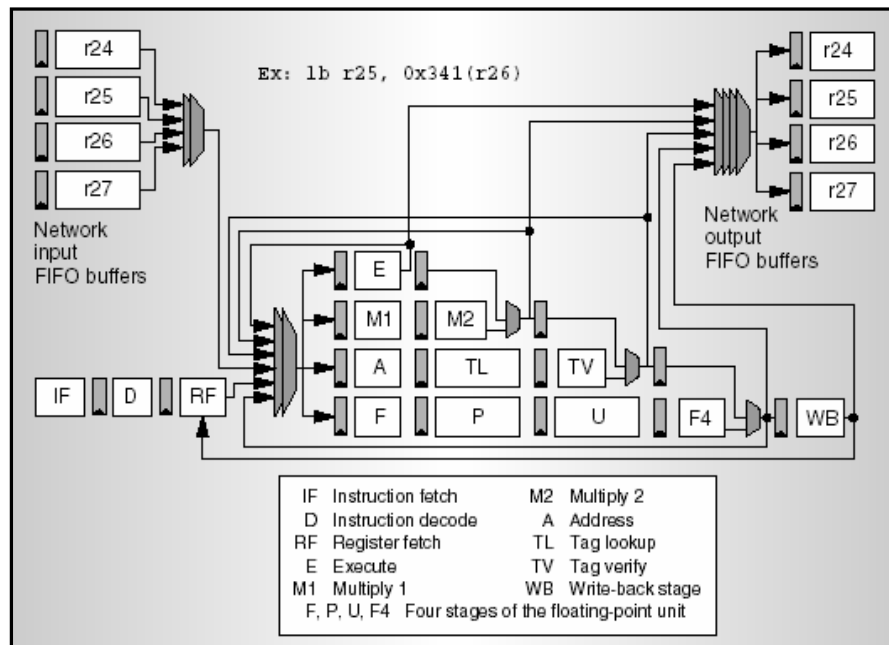 r24
r25
r26
r27
Network
input
FIFO buffers
Ex: lb r25, 0x341(r26)
r24
r25
r26
r27
Network
output
FIFO buffers
E
M1 M2
A TL TV
IF D RF
F P U F4 WB
IF Instruction fetch M2 Multiply 2
D Instruction decode A Address
RF Register fetch TL Tag lookup
E Execute TV Tag verify
M1 Multiply 1 WB Write-back stage
F, P, U, F4 Four stages of the floating-point unit